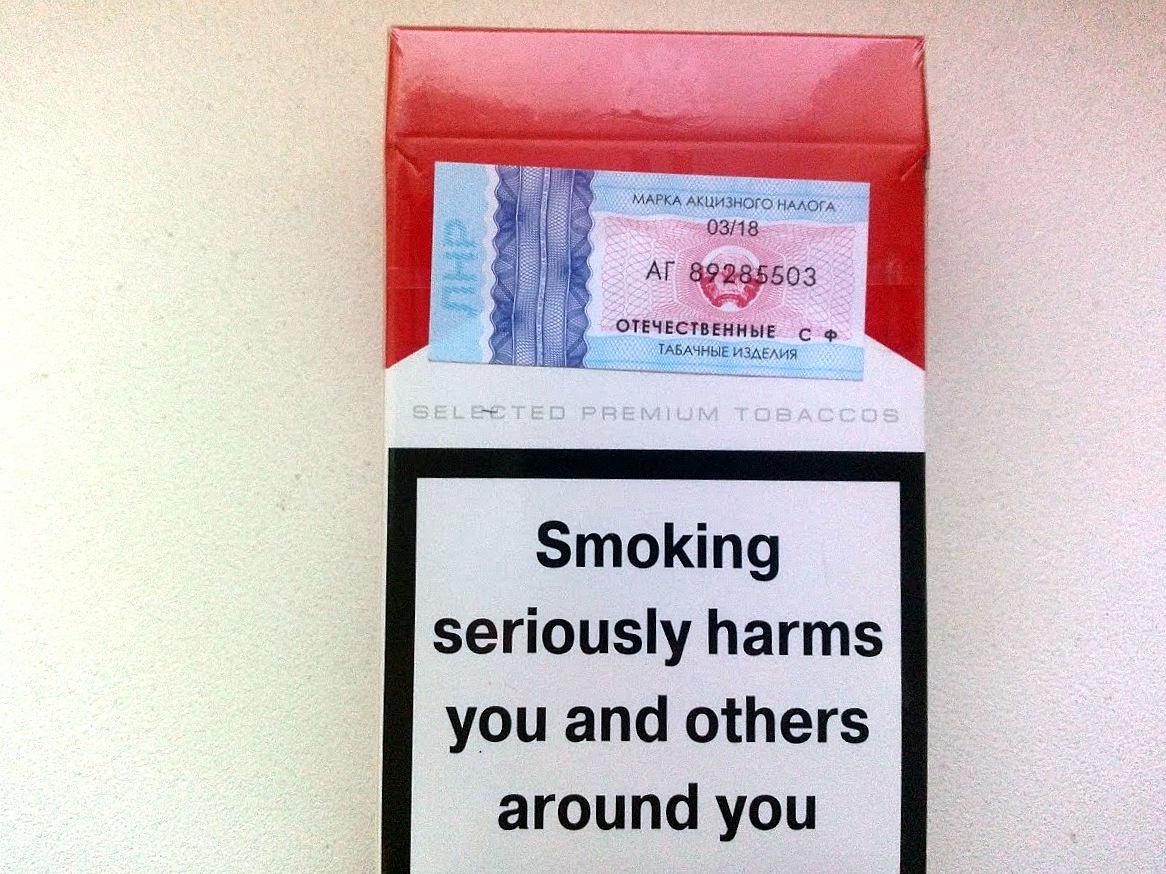 ЛНР
МАРКА АКЦИЗНОГО НАЛОГА
03/18
АГ 89285503
ОТЕЧЕСТВЕННЫЕ С Ф
ТАБАЧНЫЕ ИЗДЕЛИЯ
SELECTED PREMIUM TOBACCOS
Smoking
seriously harms
you and others
around you